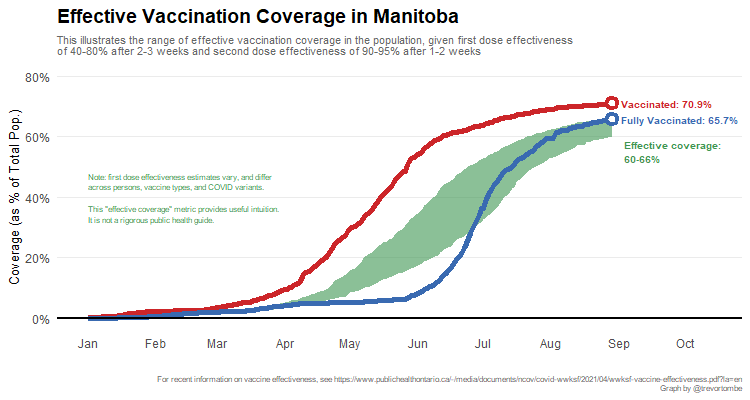 Effective Vaccination Coverage in Manitoba
This illustrates the range of effective vaccination coverage in the population, given first dose effectiveness
of 40-80% after 2-3 weeks and second dose effectiveness of 90-95% after 1-2 weeks
Coverage (as % of Total Pop.)
80%
60%
40%
20%
0%
Vaccinated: 70.9%
Fully Vaccinated: 65.7%
Effective coverage:
60-66%
Note: first dose effectiveness estimates vary, and differ
across persons, vaccine types, and COVID variants.
This "effective coverage" metric provides useful intuition.
It is not a rigorous public health guide.
Jan Feb Mar Apr May Jun Jul Aug Sep Oct
For recent information on vaccine effectiveness, see https://www.publichealthontario.ca/-/media/documents/ncov/covid-wwksf/2021/04/wwksf-vaccine-effectiveness.pdf?la=en
Graph by @trevortombe